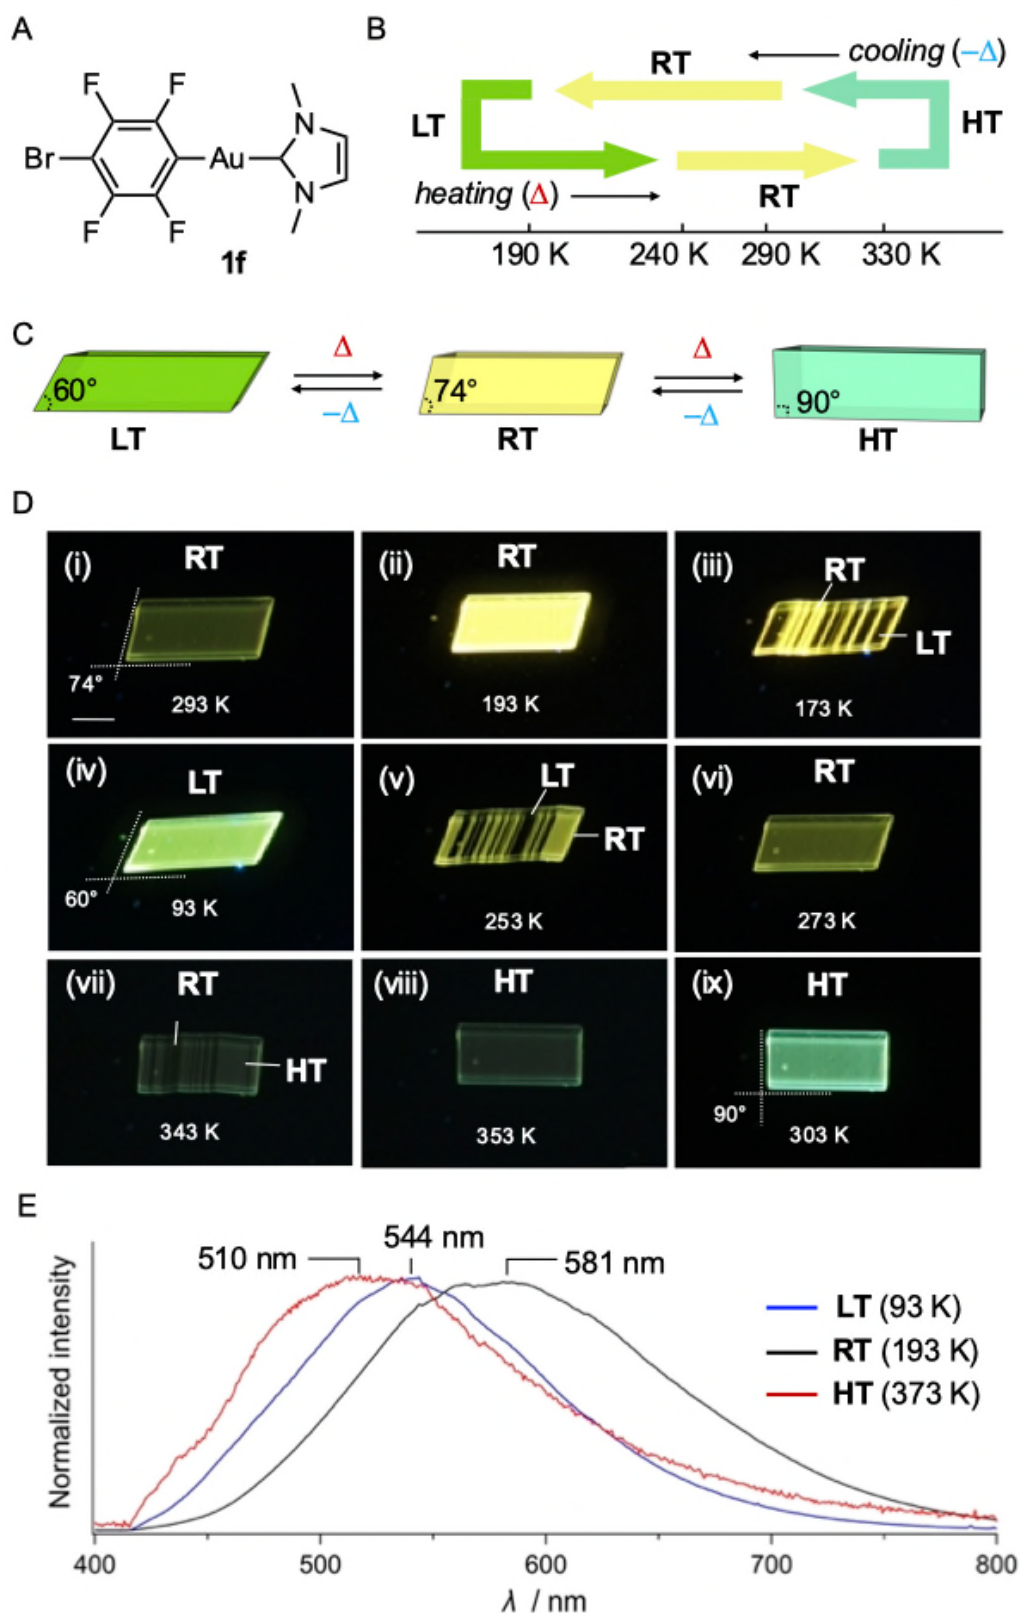 A
F F
Br Au N N
F F
1f
B
cooling (−Δ)
RT
LT HT
heating (Δ)
RT
190 K 240 K 290 K 330 K
C
60° Δ −Δ 74° Δ −Δ 90°
LT RT HT
D
(i) RT
74°
293 K
(ii) RT
193 K
(iii) RT
LT
173 K
(iv) LT
60°
93 K
(v) LT
RT
253 K
(vi) RT
273 K
(vii) RT
HT
343 K
(viii) HT
353 K
(ix) HT
90°
303 K
E
510 nm 544 nm 581 nm
LT (93 K)
RT (193 K)
HT (373 K)
Normalized intensity
400 500 600 700 800
λ / nm